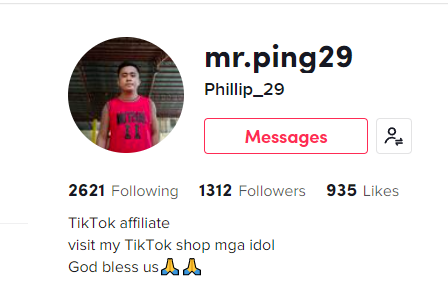 mr.ping29
Phillip_29
Messages
2621 Following 1312 Followers 935 Likes
TikTok affiliate
visit my TikTok shop mga idol
God bless us🙏🙏